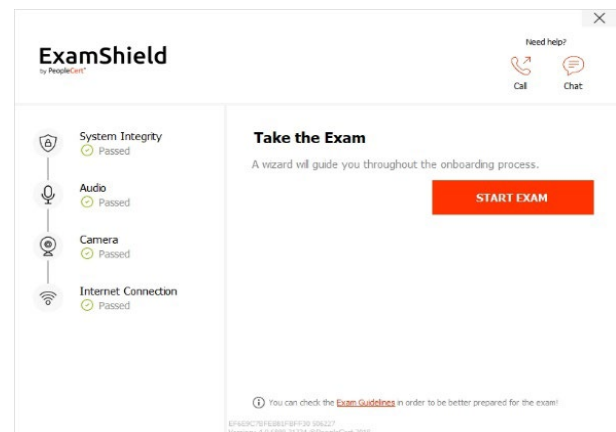 Need help?
ExamShield
by PeopleCert
Call
Chat
System Integrity
Passed
Audio
Passed
Camera
Passed
Internet Connection
Passed
Take the Exam
A wizard will guide you throughout the onboarding process.
START EXAM
You can check the Exam Guidelines in order to be better prepared for the exam!